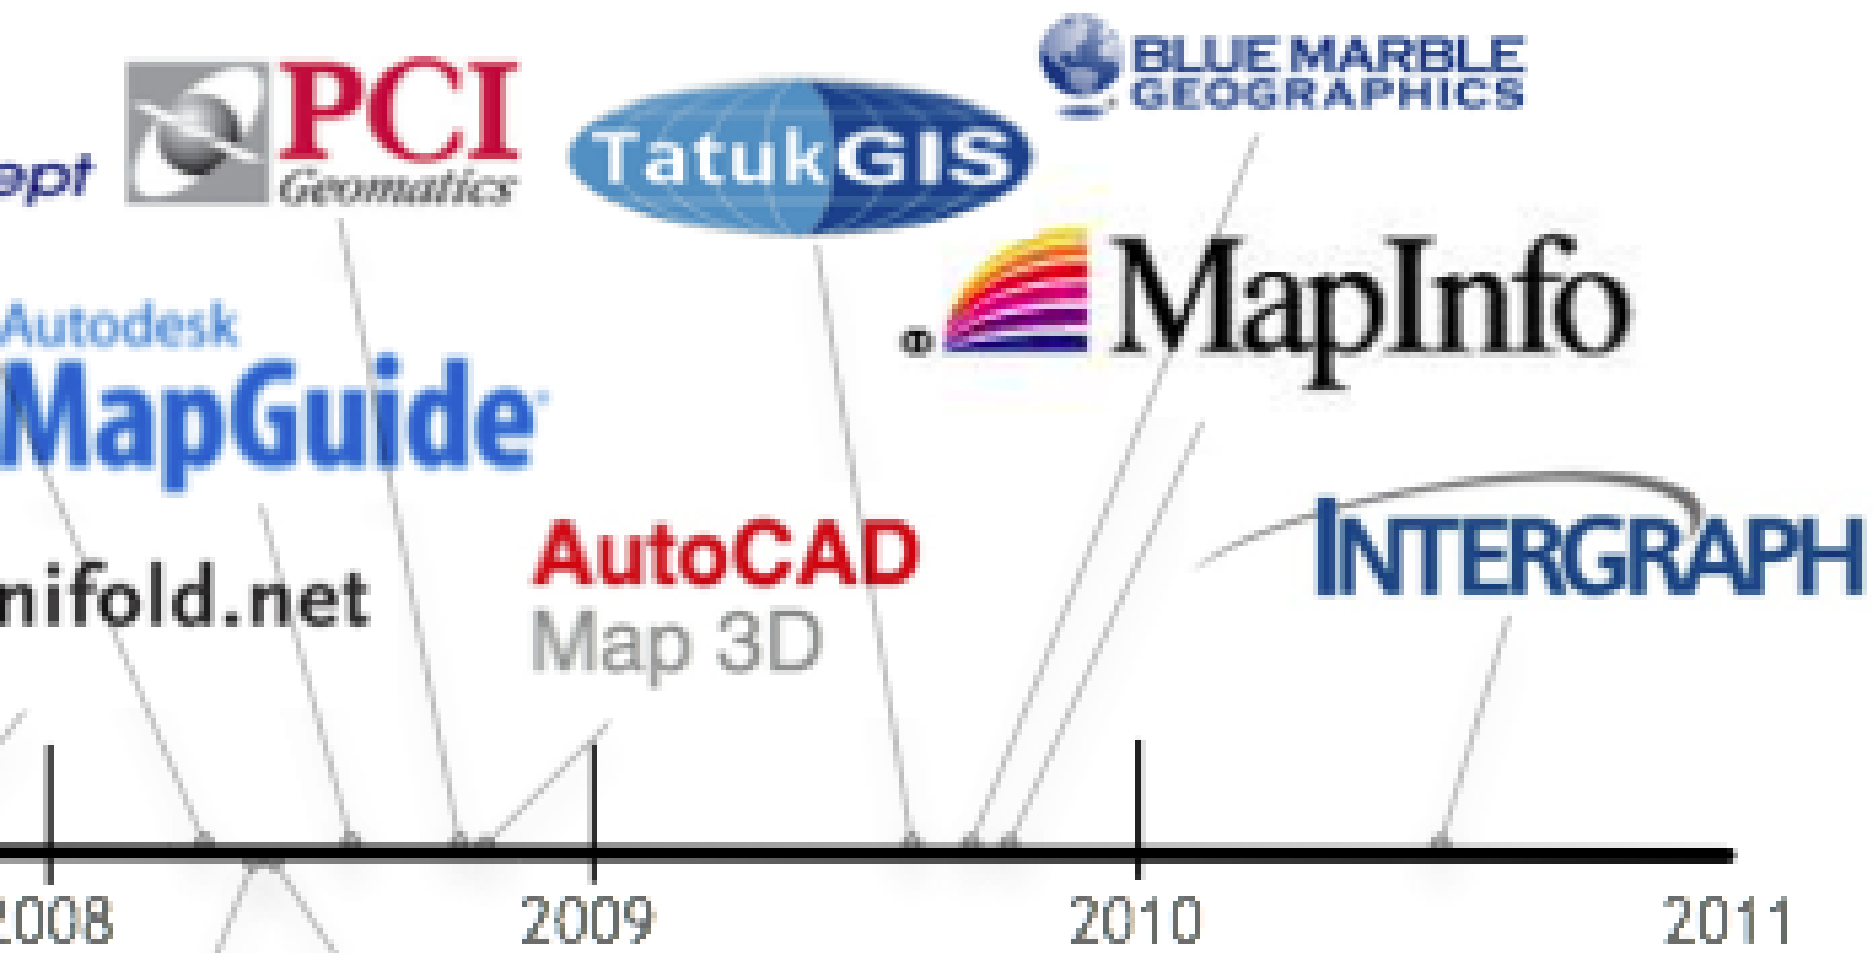 BLUE MARBLE
GEOGRAPHICS
PCI
Geomatics
TatukGIS
ept
MapInfo
Autodesk
MapGuide
INTERGRAPH
AutoCAD
Map 3D
nifold.net
2008
2009
2010
2011